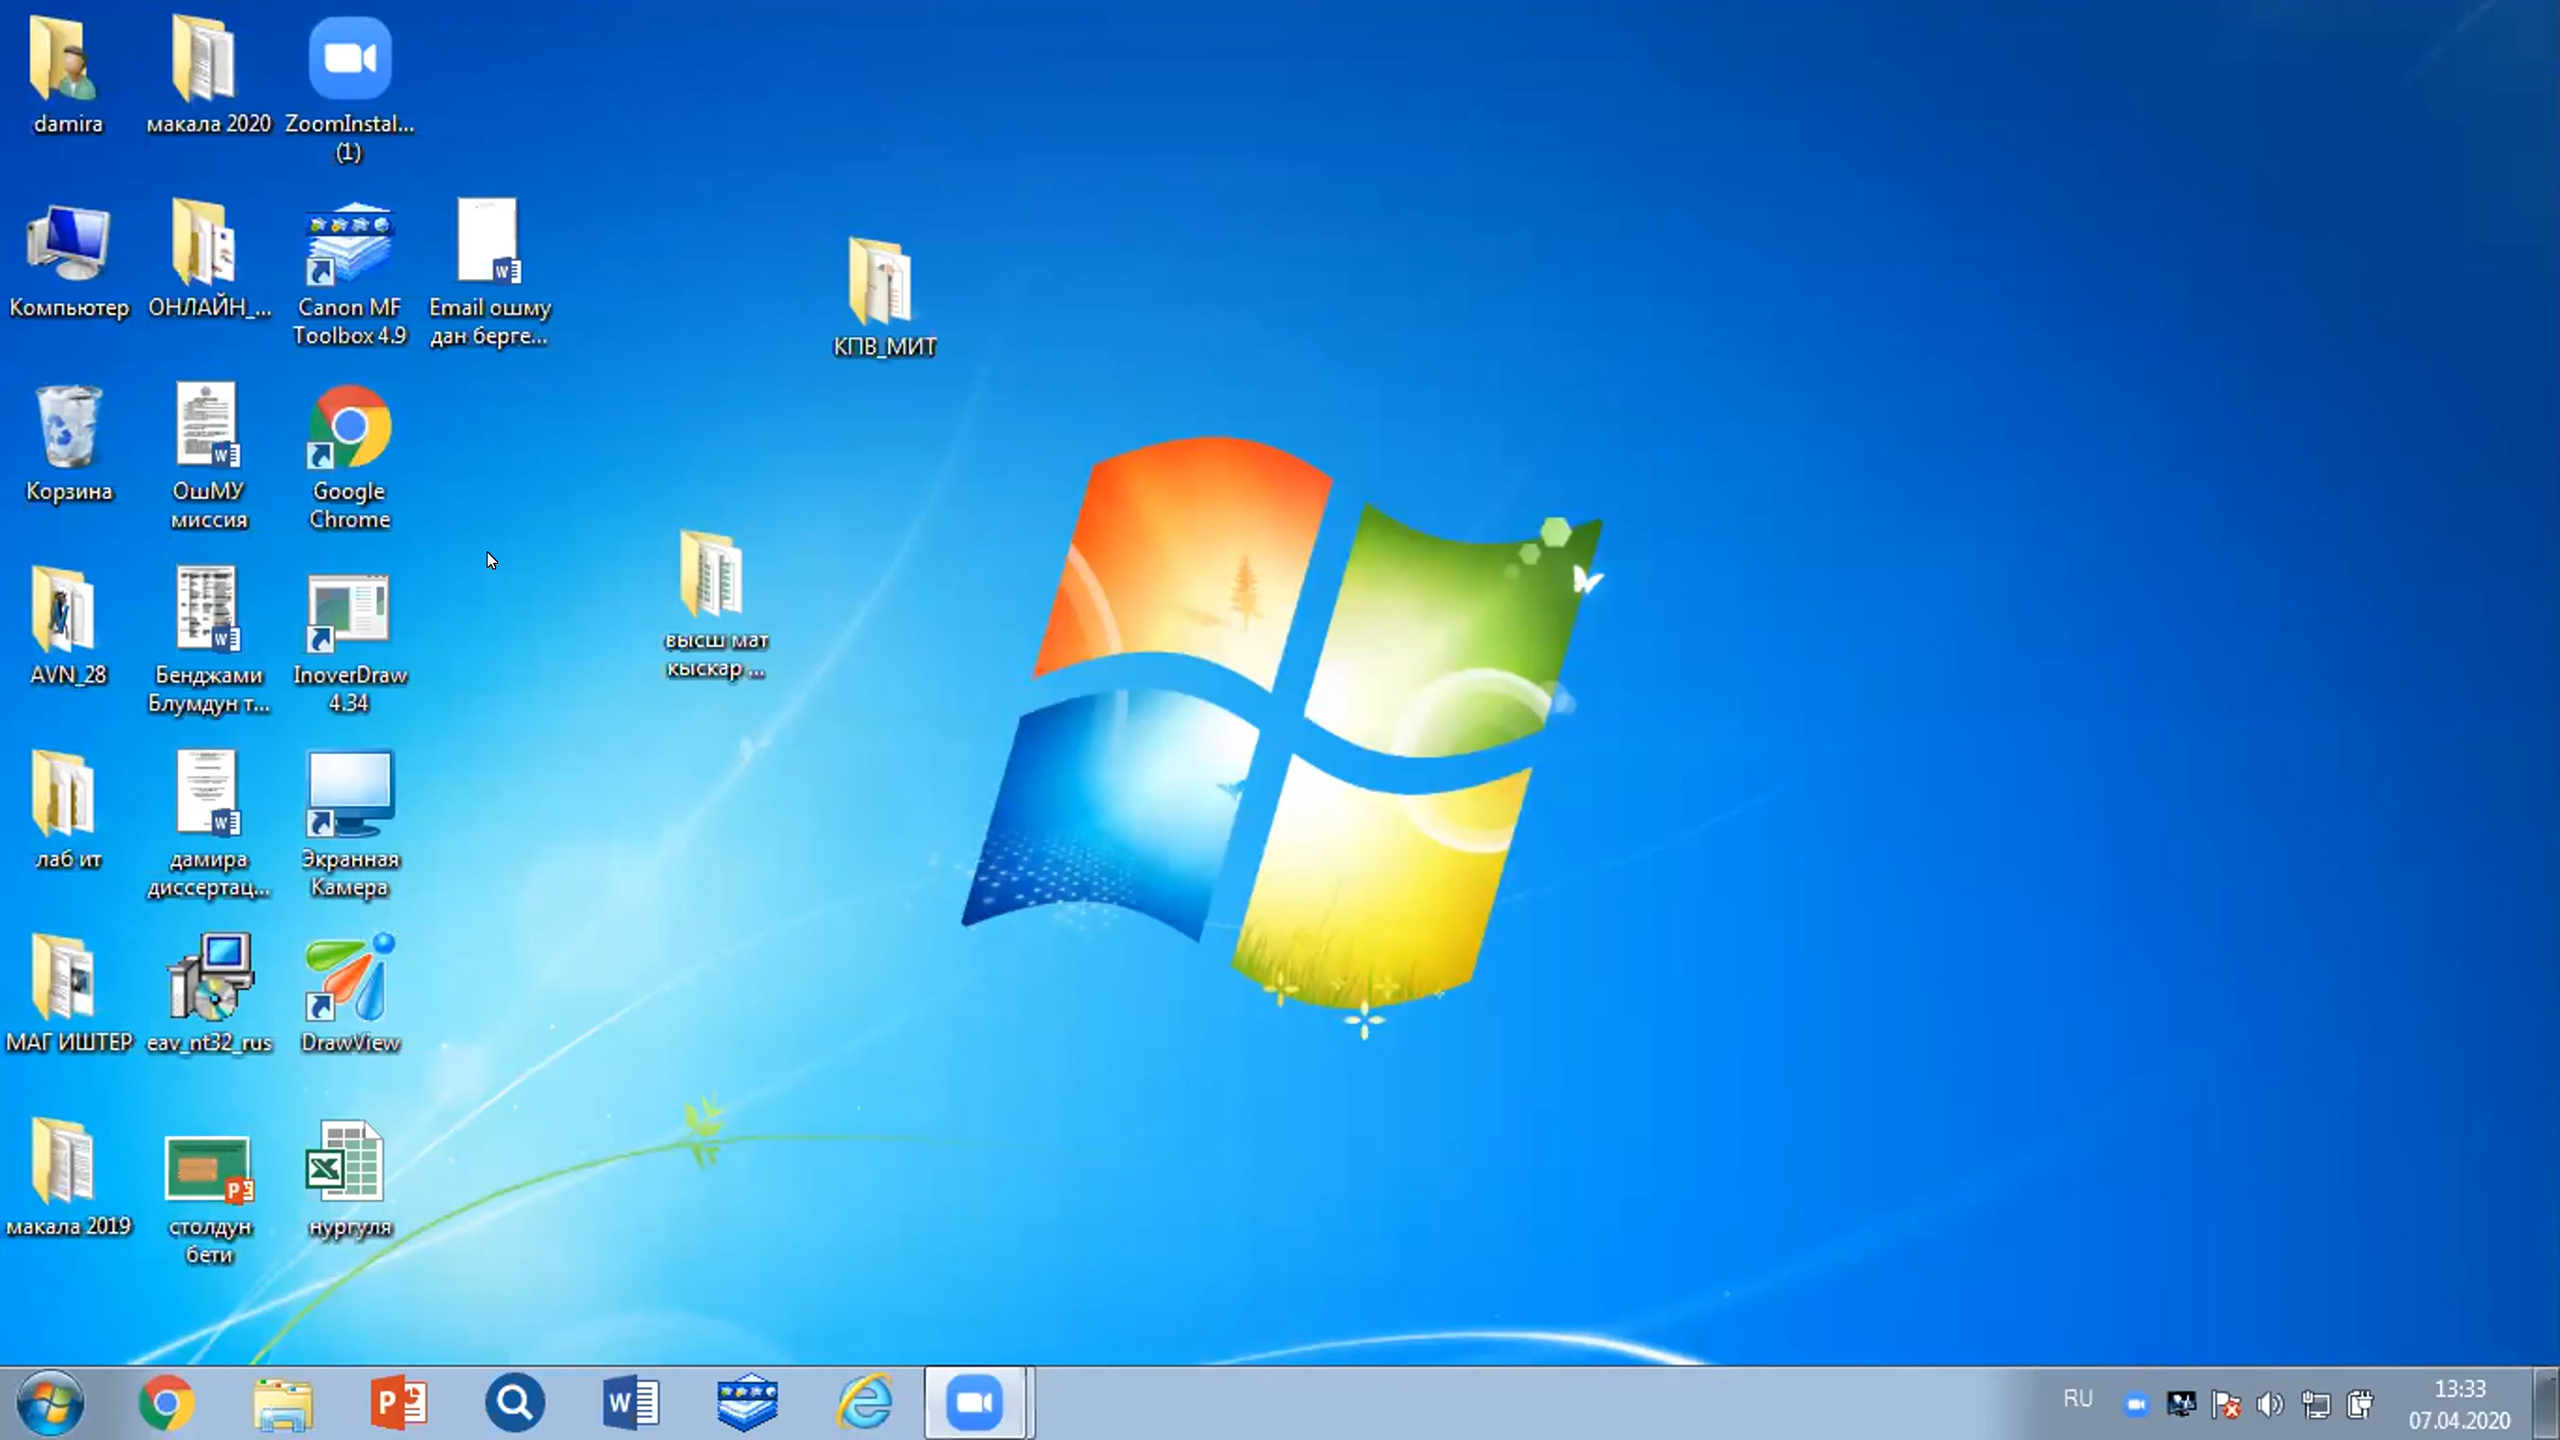 damira
макала 2020
ZoomInstal...
(1)
Компьютер
ОНЛАЙН_...
Canon MF
Toolbox 4.9
Email ошму
дан берге...
КПВ_МИТ
Корзина
ОшМУ
миссия
Google
Chrome
высш мат
кыскар ...
AVN_28
Бенджами
Блумдун т...
InoverDraw
4.34
лаб ит
дамира
диссертац...
Экранная
Камера
МАГ ИШТЕР
eav_nt32_rus
DrawView
макала 2019
столдун
бети
нургуля
RU
13:33
07.04.2020